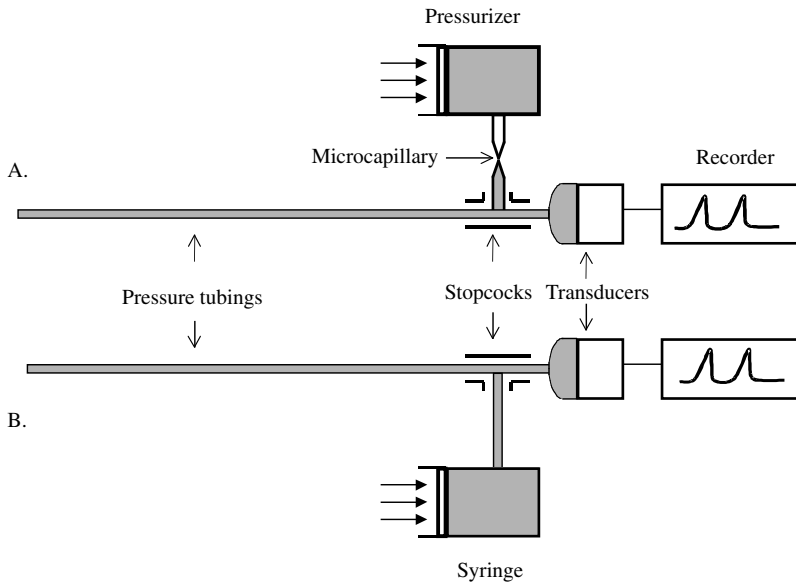 Pressurizer
Microcapillary
Recorder
A.
Pressure tubings
Stopcocks
Transducers
B.
Syringe